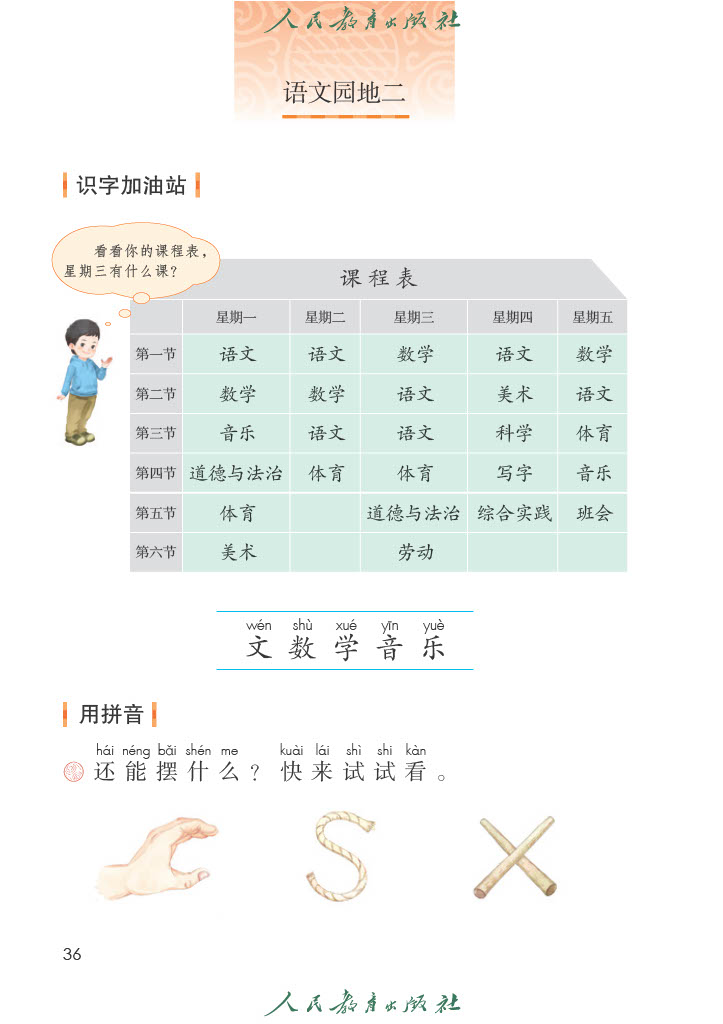 人民教育出版社
语文园地二
识字加油站
看看你的课程表，
星期三有什么课？
课程表
星期一 星期二 星期三 星期四 星期五
第一节 语文 语文 数学 语文 数学
第二节 数学 数学 语文 美术 语文
第三节 音乐 语文 语文 科学 体育
第四节 道德与法治 体育 体育 写字 音乐
第五节 体育 道德与法治 综合实践 班会
第六节 美术 劳动
wén shù xué yīn yuè
文 数 学 音 乐
用拼音
hái néng bǎi shén me kuài lái shì shi kàn
还能摆什么？快来试试看。
36
人民教育出版社